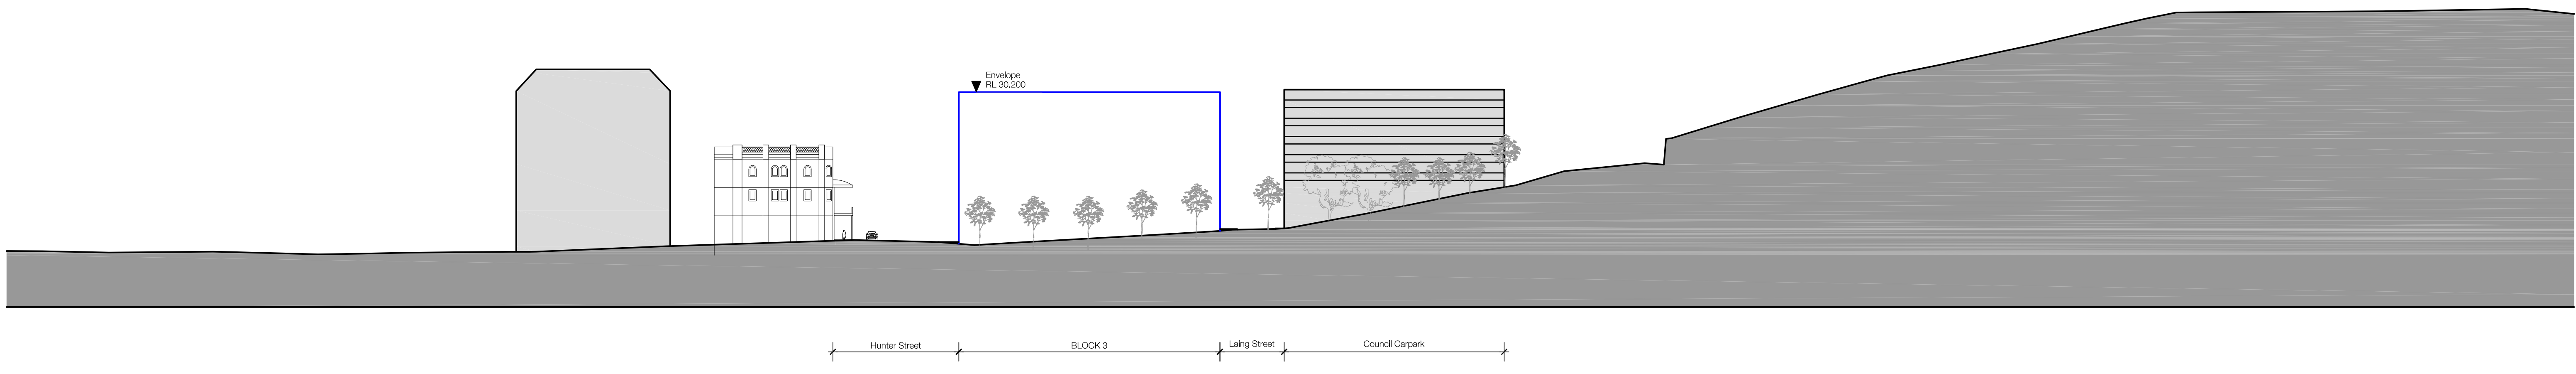 Envelope
RL 30.200
Hunter Street
BLOCK 3
Laing Street
Council Carpark